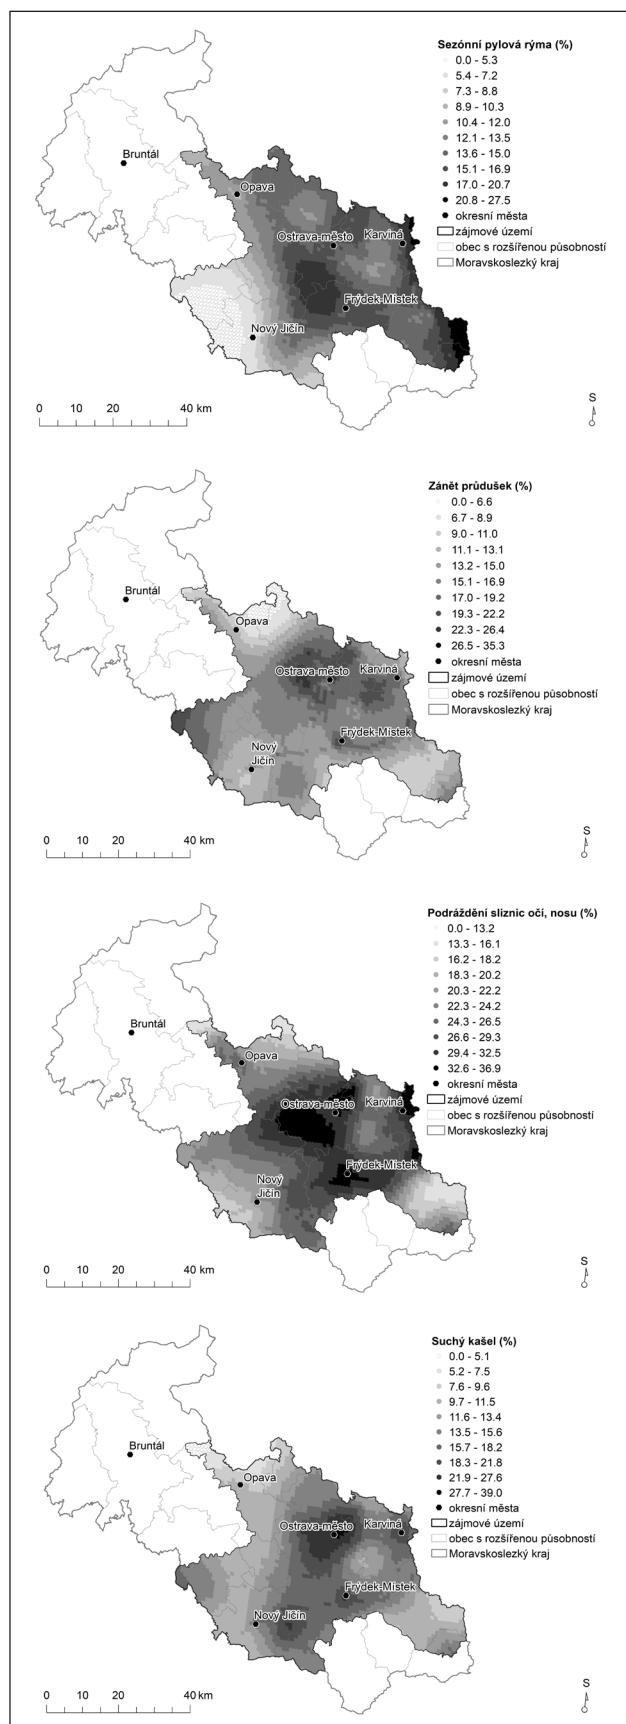 Sezónní pylová rýma (%)
0.0 - 5.3
5.4 - 7.2
7.3 - 8.8
8.9 - 10.3
10.4 - 12.0
12.1 - 13.5
13.6 - 15.0
15.1 - 16.9
17.0 - 20.7
20.8 - 27.5
okresní města
zájmové území
obec s rozšířenou působností
Moravskoslezký kraj
Bruntál
Opava
Ostrava-město
Karviná
Frýdek-Místek
Nový Jičín
0 20 40 km
S
Zánět průdušek (%)
0.0 - 6.6
6.7 - 8.9
9.0 - 11.0
11.1 - 13.1
13.2 - 15.0
15.1 - 16.9
17.0 - 19.2
19.3 - 22.2
22.3 - 26.4
26.5 - 35.3
okresní města
zájmové území
obec s rozšířenou působností
Moravskoslezký kraj
Bruntál
Opava
Ostrava-město
Karviná
Frýdek-Místek
Nový
Jičín
0 20 40 km
S
Podráždění sliznic očí, nosu (%)
0.0 - 13.2
13.3 - 16.1
16.2 - 18.2
18.3 - 20.2
20.3 - 22.2
22.3 - 24.2
24.3 - 26.5
26.6 - 29.3
29.4 - 32.5
32.6 - 36.9
okresní města
zájmové území
obec s rozšířenou působností
Moravskoslezký kraj
Bruntál
Opava
Ostrava-město
Karviná
Frýdek-Místek
Nový
Jičín
0 20 40 km
S
Suchý kašel (%)
0.0 - 5.1
5.2 - 7.5
7.6 - 9.6
9.7 - 11.5
11.6 - 13.4
13.5 - 15.6
15.7 - 18.2
18.3 - 21.8
21.9 - 27.6
27.7 - 39.0
okresní města
zájmové území
obec s rozšířenou působností
Moravskoslezký kraj
Bruntál
Opava
Ostrava-město
Karviná
Frýdek-Místek
Nový Jičín
0 20 40 km
S